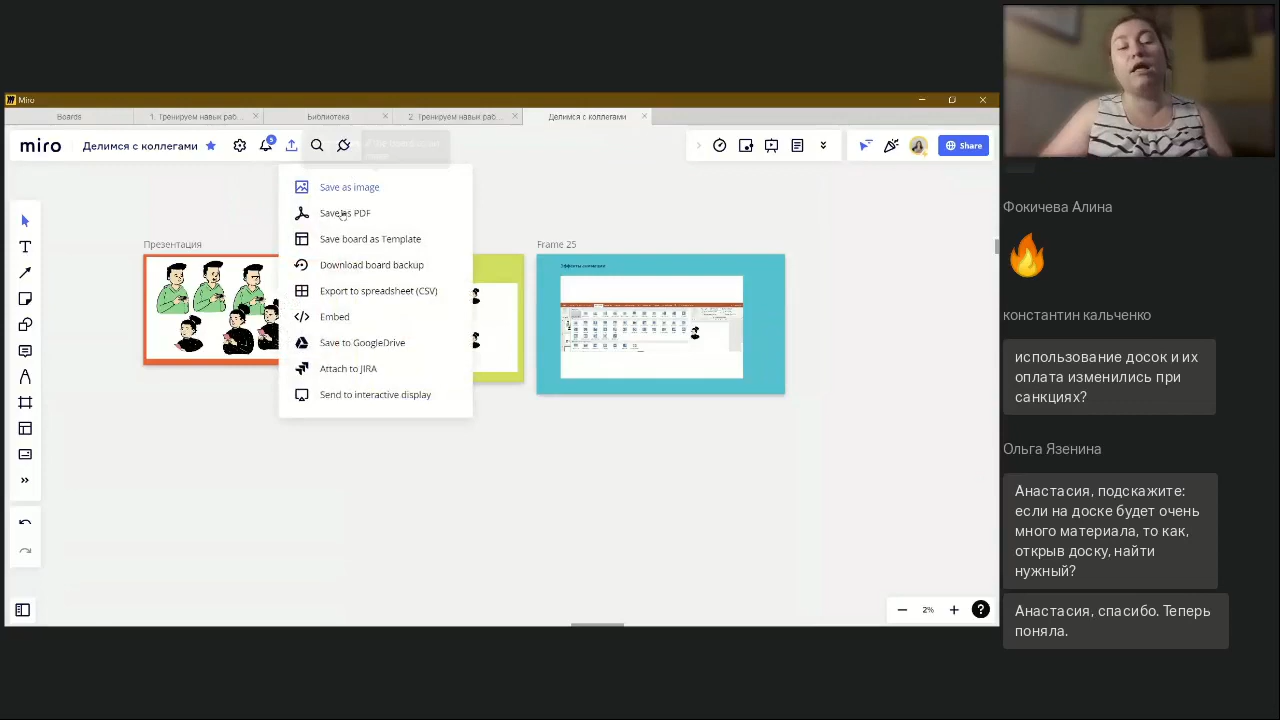 Miro
Boards
1. Тренируем навык раб...
Библиотека
2. Тренируем навык раб...
Делимся с коллегами
miro
Делимся с коллегами
5
Share
Save as image
Save as PDF
Save board as Template
Download board backup
Export to spreadsheet (CSV)
Embed
Save to GoogleDrive
Attach to JIRA
Send to interactive display
Презентация
Frame 25
Эффекты анимации
2%
Фокичева Алина
константин кальченко
использование досок и их
оплата изменились при
санкциях?
Ольга Язенина
Анастасия, подскажите:
если на доске будет очень
много материала, то как,
открыв доску, найти
нужный?
Анастасия, спасибо. Теперь
поняла.